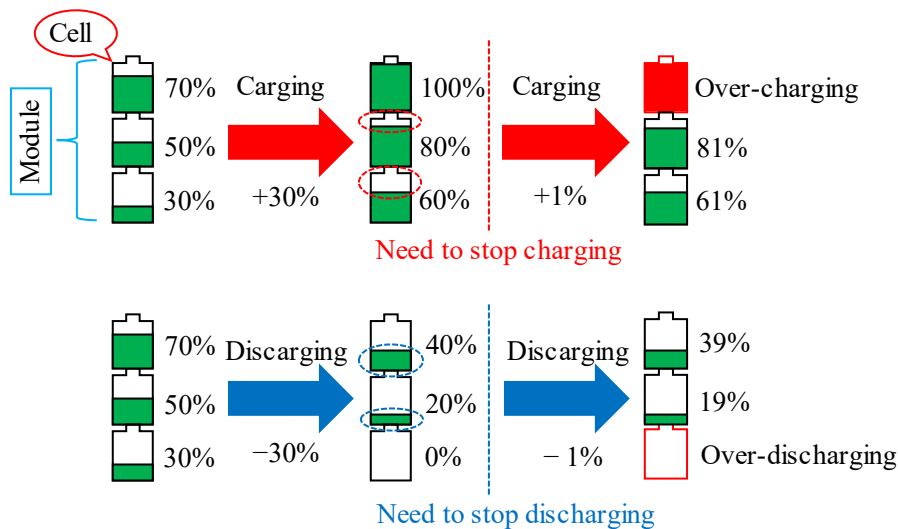 Cell
Module
70%
50%
30%
Carging
+30%
100%
80%
60%
Carging
+1%
Over-charging
81%
61%
Need to stop charging
70%
50%
30%
Discarging
−30%
40%
20%
0%
Discarging
− 1%
39%
19%
Over-discharging
Need to stop discharging